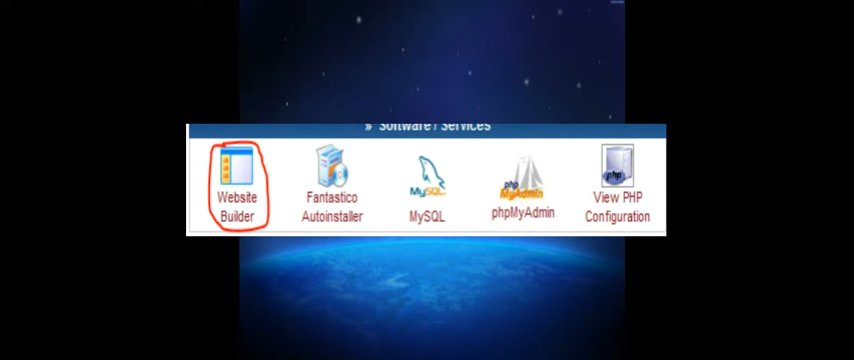 » Software / Services
Website Fantastico MySQL php MyAdmin php View PHP
Builder Autoinstaller MySQL phpMyAdmin Configuration